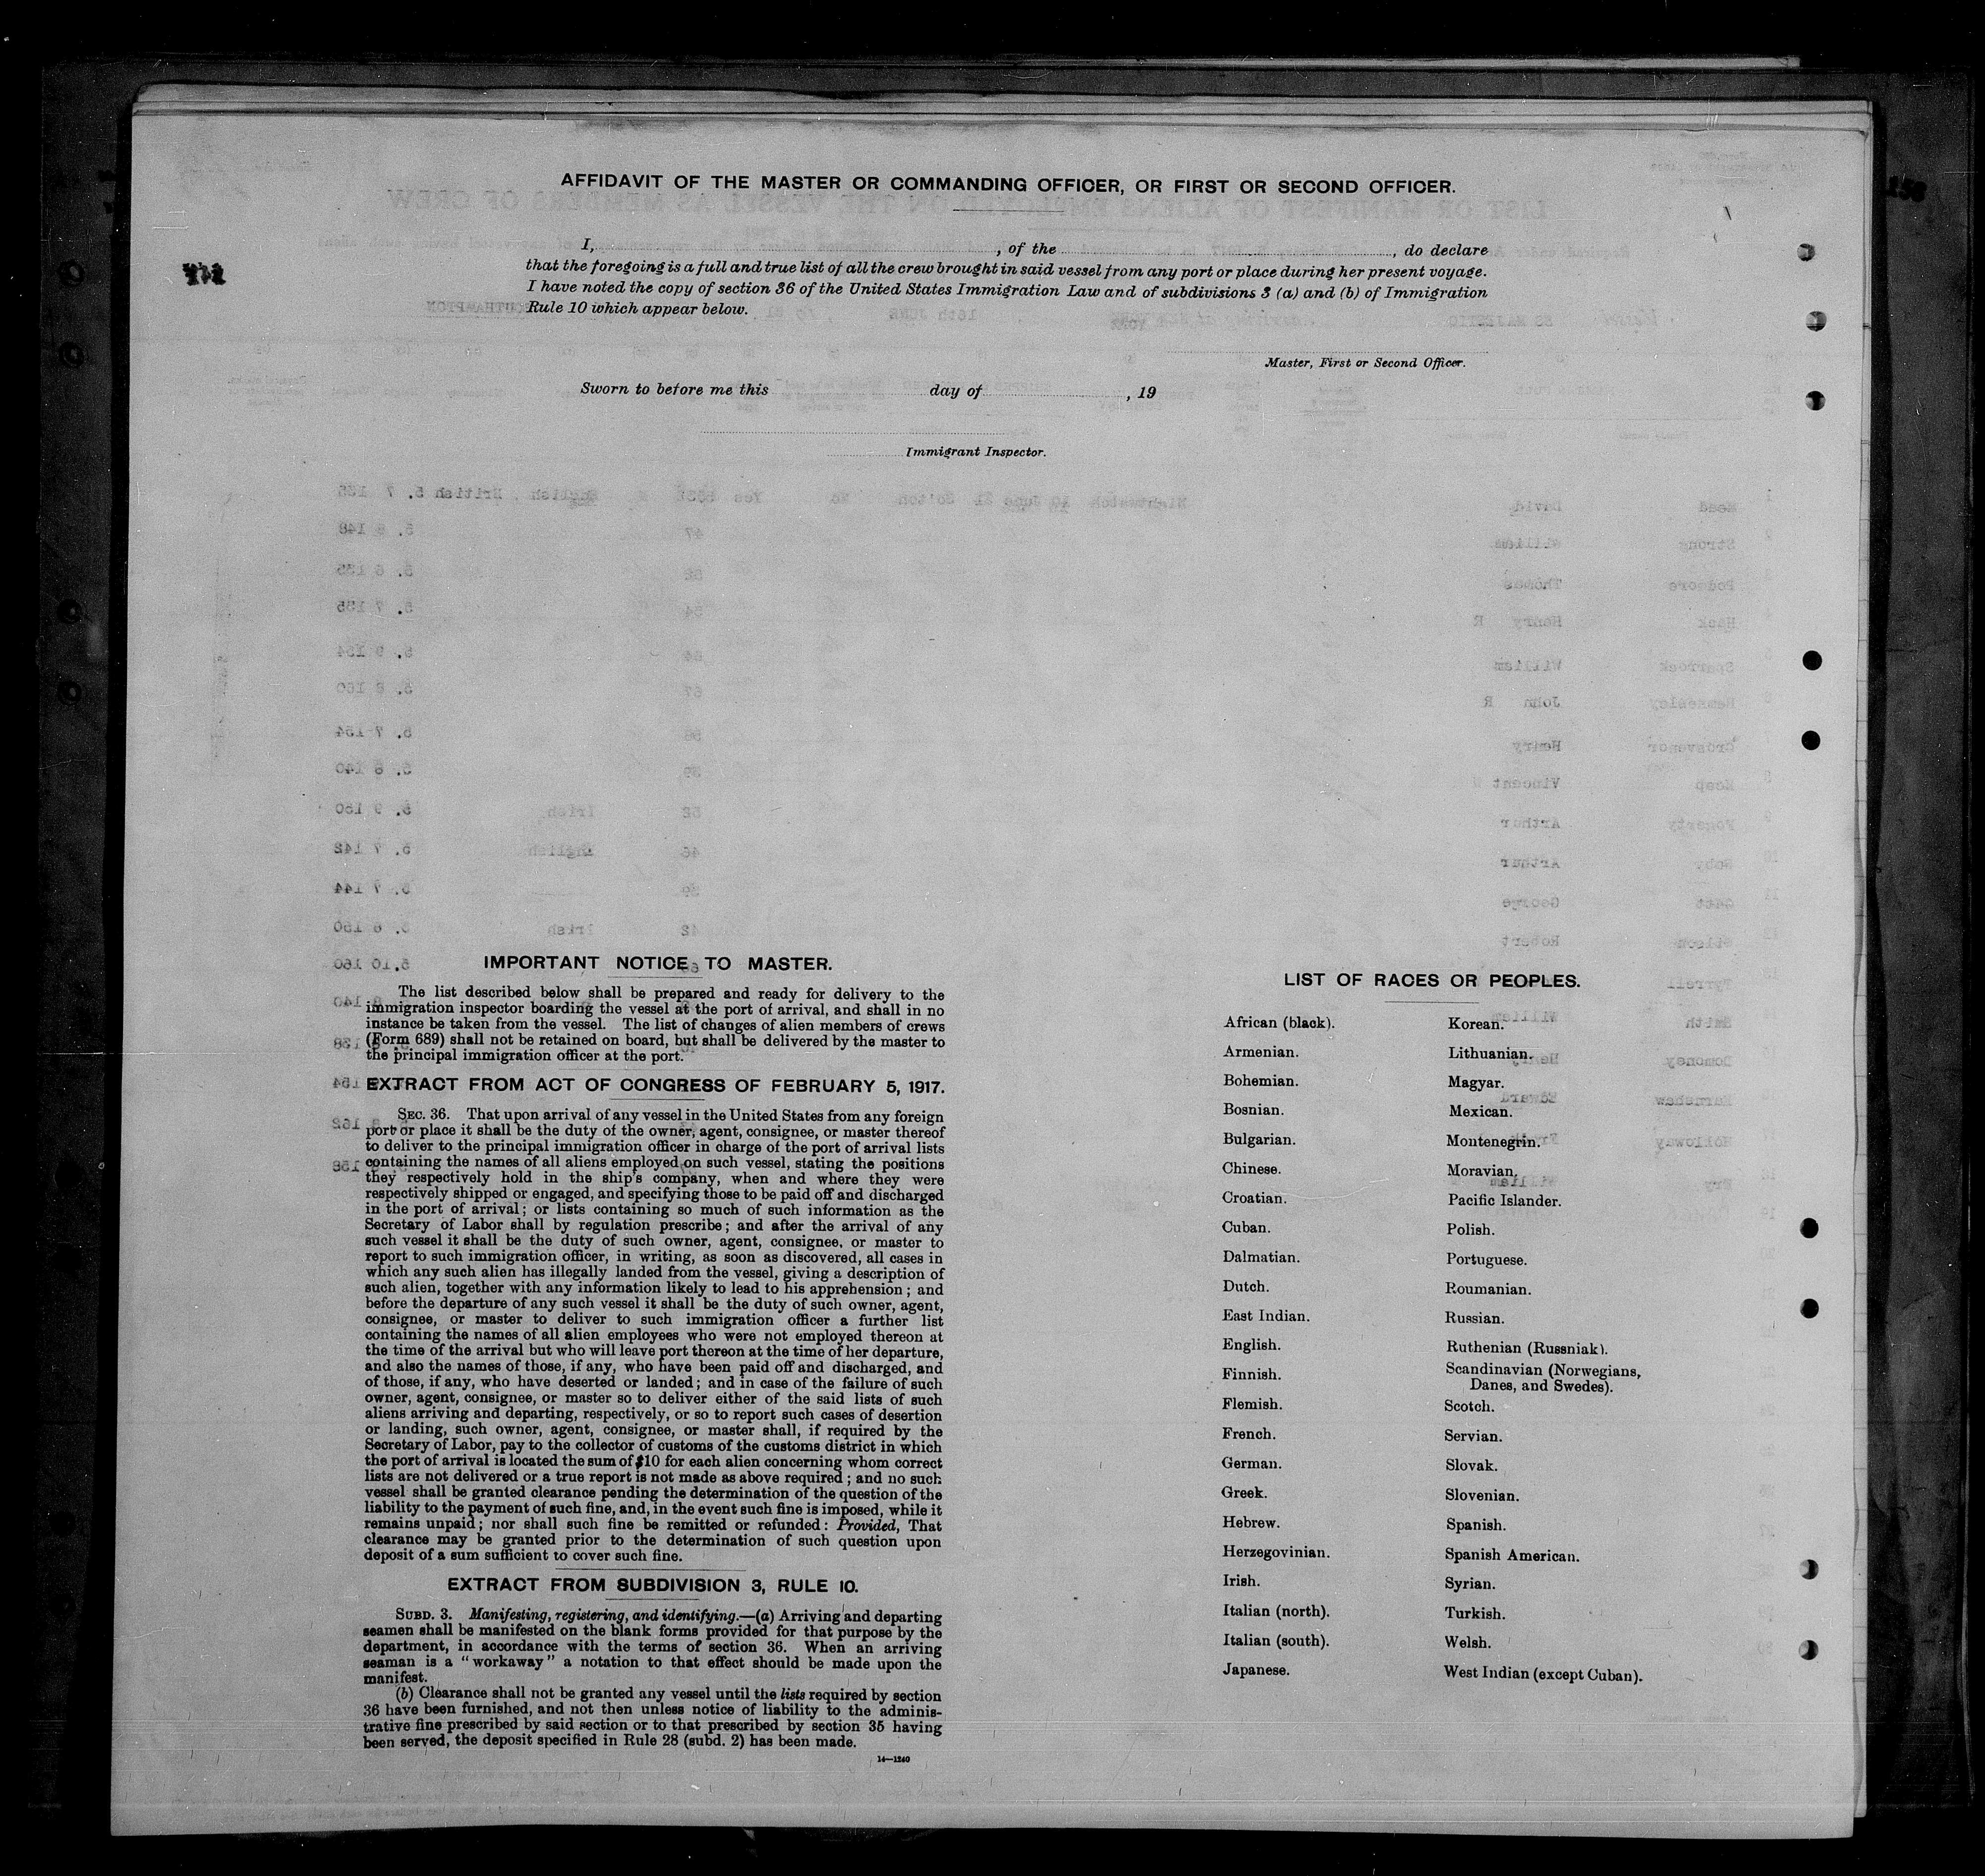 AFFIDAVIT OF THE MASTER OR COMMANDING OFFICER, OR FIRST OR SECOND OFFICER.
I, , of the , do declare
that the foregoing is a full and true list of all the crew brought in said vessel from any port or place during her present voyage.
I have noted the copy of section 36 of the United States Immigration Law and of subdivisions 3 (a) and (b) of Immigration
Rule 10 which appear below.
Master, First or Second Officer.
Sworn to before me this day of , 19
Immigrant Inspector.
IMPORTANT NOTICE TO MASTER.
The list described below shall be prepared and ready for delivery to the
immigration inspector boarding the vessel at the port of arrival, and shall in no
instance be taken from the vessel. The list of changes of alien members of crews
(Form 689) shall not be retained on board, but shall be delivered by the master to
the principal immigration officer at the port.
EXTRACT FROM ACT OF CONGRESS OF FEBRUARY 5, 1917.
SEC. 36. That upon arrival of any vessel in the United States from any foreign
port or place it shall be the duty of the owner, agent, consignee, or master thereof
to deliver to the principal immigration officer in charge of the port of arrival lists
containing the names of all aliens employed on such vessel, stating the positions
they respectively hold in the ship's company, when and where they were
respectively shipped or engaged, and specifying those to be paid off and discharged
in the port of arrival; or lists containing so much of such information as the
Secretary of Labor shall by regulation prescribe; and after the arrival of any
such vessel it shall be the duty of such owner, agent, consignee, or master to
report to such immigration officer, in writing, as soon as discovered, all cases in
which any such alien has illegally landed from the vessel, giving a description of
such alien, together with any information likely to lead to his apprehension; and
before the departure of any such vessel it shall be the duty of such owner, agent,
consignee, or master to deliver to such immigration officer a further list
containing the names of all alien employees who were not employed thereon at
the time of the arrival but who will leave port thereon at the time of her departure,
and also the names of those, if any, who have been paid off and discharged, and
of those, if any, who have deserted or landed; and in case of the failure of such
owner, agent, consignee, or master so to deliver either of the said lists of such
aliens arriving and departing, respectively, or so to report such cases of desertion
or landing, such owner, agent, consignee, or master shall, if required by the
Secretary of Labor, pay to the collector of customs of the customs district in which
the port of arrival is located the sum of $10 for each alien concerning whom correct
lists are not delivered or a true report is not made as above required; and no such
vessel shall be granted clearance pending the determination of the question of the
liability to the payment of such fine, and, in the event such fine is imposed, while it
remains unpaid; nor shall such fine be remitted or refunded: Provided, That
clearance may be granted prior to the determination of such question upon
deposit of a sum sufficient to cover such fine.
EXTRACT FROM SUBDIVISION 3, RULE 10.
SUBD. 3. Manifesting, registering, and identifying.—(a) Arriving and departing
seamen shall be manifested on the blank forms provided for that purpose by the
department, in accordance with the terms of section 36. When an arriving
seaman is a "workaway" a notation to that effect should be made upon the
manifest.
(b) Clearance shall not be granted any vessel until the lists required by section
36 have been furnished, and not then unless notice of liability to the adminis-
trative fine prescribed by said section or to that prescribed by section 35 having
been served, the deposit specified in Rule 28 (subd. 2) has been made.
14—1240
LIST OF RACES OR PEOPLES.
African (black).
Armenian.
Bohemian.
Bosnian.
Bulgarian.
Chinese.
Croatian.
Cuban.
Dalmatian.
Dutch.
East Indian.
English.
Finnish.
Flemish.
French.
German.
Greek.
Hebrew.
Herzegovinian.
Irish.
Italian (north).
Italian (south).
Japanese.
Korean.
Lithuanian.
Magyar.
Mexican.
Montenegrin.
Moravian.
Pacific Islander.
Polish.
Portuguese.
Roumanian.
Russian.
Ruthenian (Russniak).
Scandinavian (Norwegians,
Danes, and Swedes).
Scotch.
Servian.
Slovak.
Slovenian.
Spanish.
Spanish American.
Syrian.
Turkish.
Welsh.
West Indian (except Cuban).